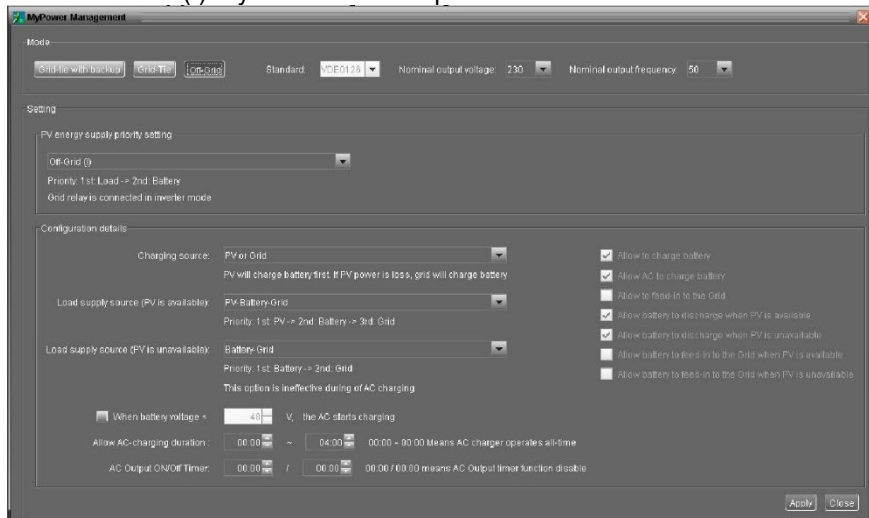 MyPower Management
Mode
Grid-tie with backup Grid-Tie Off-Grid Standard: VDE0126 Nominal output voltage: 230 Nominal output frequency: 50
Setting
PV energy supply priority setting
Off-Grid (I)
Priority: 1st: Load -> 2nd: Battery
Grid relay is connected in inverter mode
Configuration details
Charging source: PV or Grid
PV will charge battery first. If PV power is loss, grid will charge battery
Load supply source (PV is available): PV-Battery-Grid
Priority: 1st: PV -> 2nd: Battery -> 3rd: Grid
Load supply source (PV is unavailable): Battery-Grid
Priority: 1st: Battery -> 2nd: Grid
This option is ineffective during of AC charging
Allow to charge battery
Allow AC to charge battery
Allow to feed-in to the Grid
Allow battery to discharge when PV is available
Allow battery to discharge when PV is unavailable
Allow battery to feed-in to the Grid when PV is available
Allow battery to feed-in to the Grid when PV is unavailable
When battery voltage < 48 V, the AC starts charging
Allow AC-charging duration : 00:00 ~ 04:00 00:00 ~ 00:00 Means AC charger operates all-time
AC Output ON/Off Timer: 00:00 / 00:00 00:00 / 00:00 means AC Output timer function disable
Apply Close